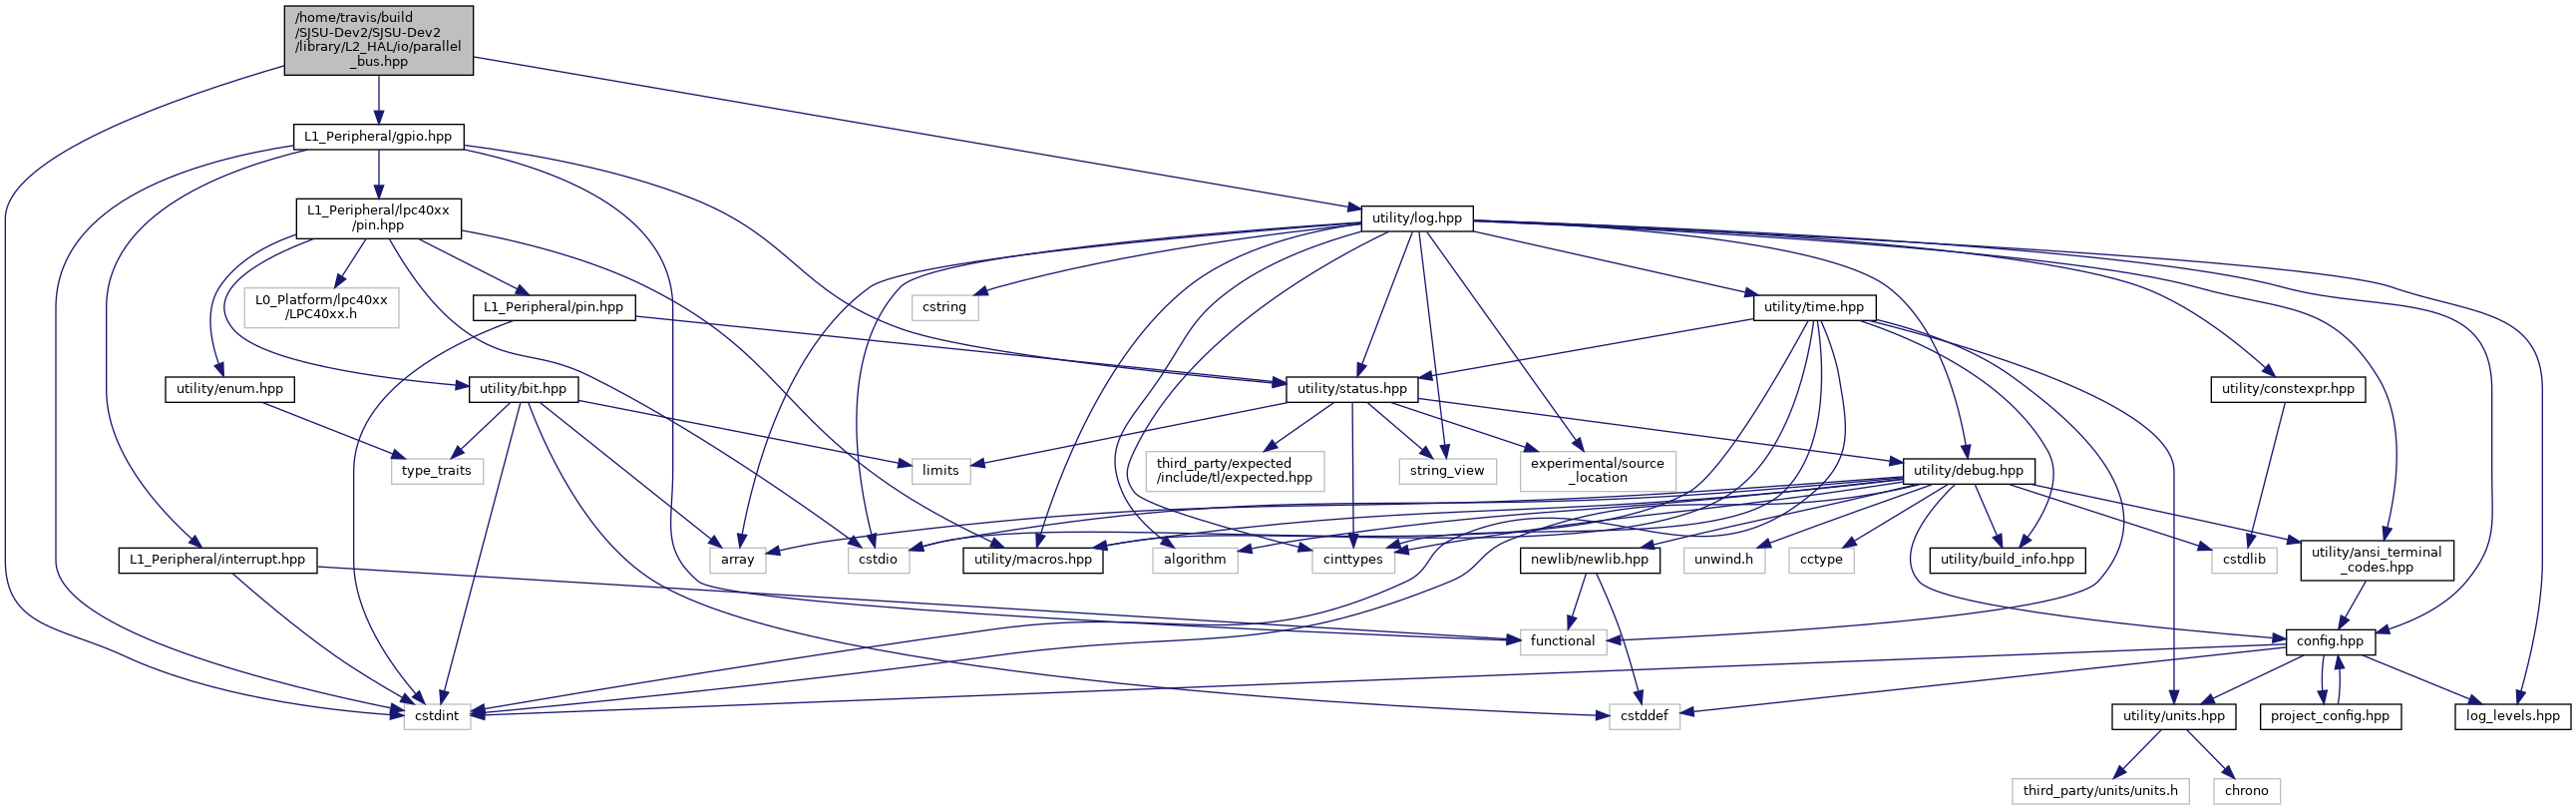 /home/travis/build
/SJSU-Dev2/SJSU-Dev2
/library/L2_HAL/io/parallel
_bus.hpp
L1_Peripheral/gpio.hpp
L1_Peripheral/lpc40xx
/pin.hpp
utility/log.hpp
L0_Platform/lpc40xx
/LPC40xx.h
L1_Peripheral/pin.hpp
cstring
utility/time.hpp
utility/enum.hpp
utility/bit.hpp
utility/status.hpp
utility/constexpr.hpp
type_traits
limits
third_party/expected
/include/tl/expected.hpp
string_view
experimental/source
_location
utility/debug.hpp
L1_Peripheral/interrupt.hpp
array
cstdio
utility/macros.hpp
algorithm
cinttypes
newlib/newlib.hpp
unwind.h
cctype
utility/build_info.hpp
cstdlib
utility/ansi_terminal
_codes.hpp
functional
config.hpp
cstdint
cstddef
utility/units.hpp
project_config.hpp
log_levels.hpp
third_party/units/units.h
chrono